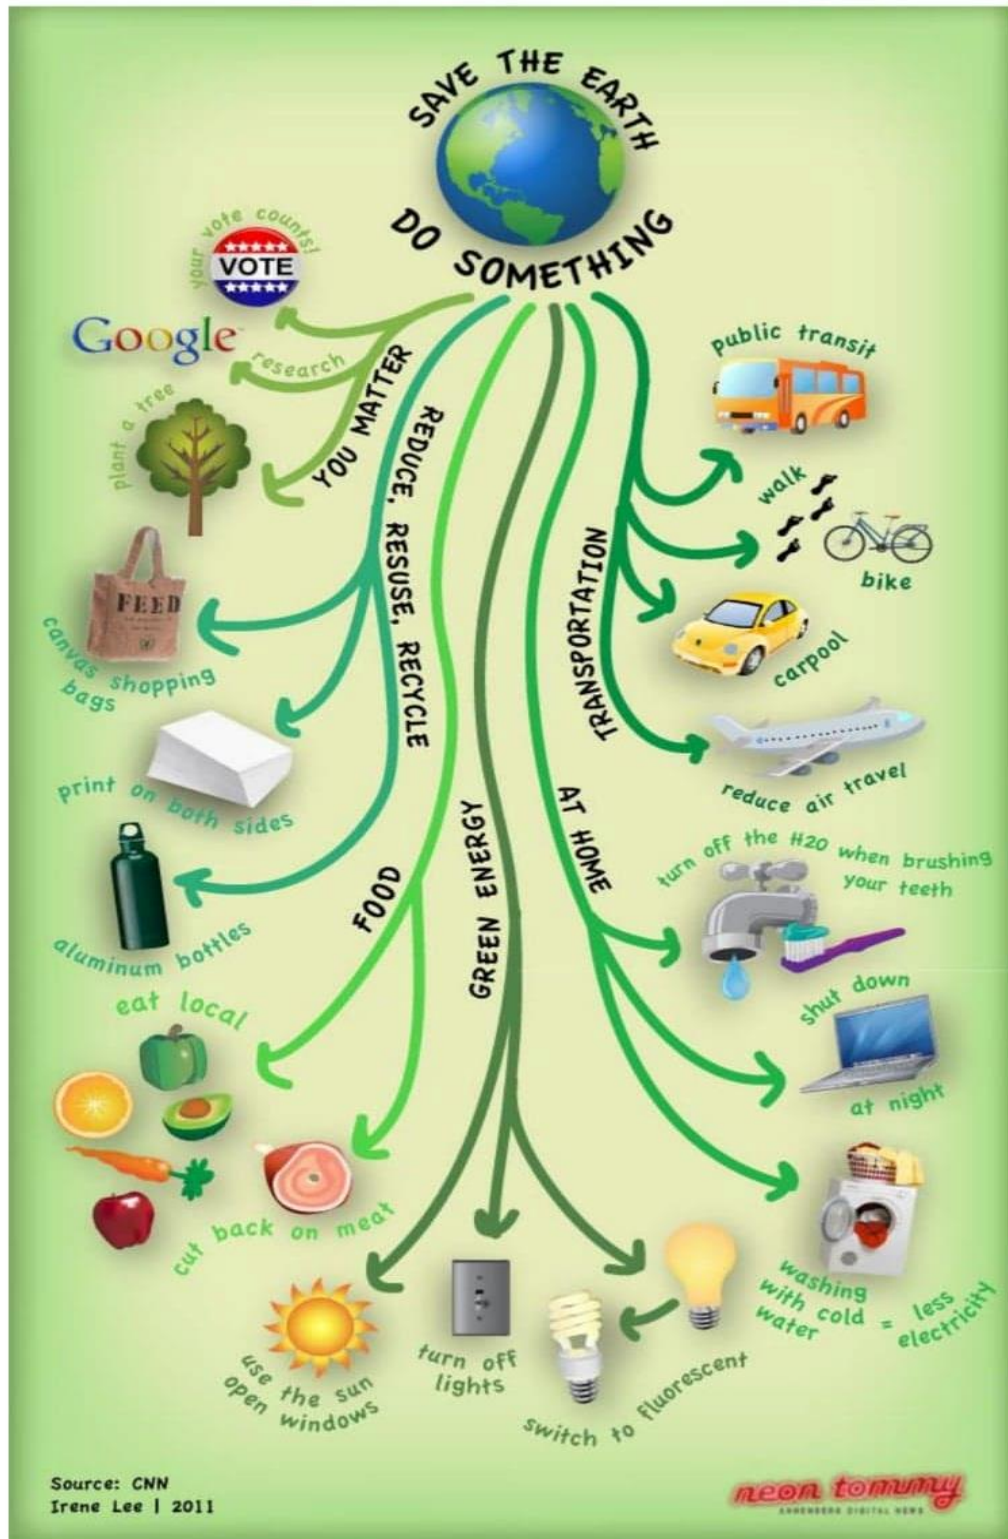 SAVE THE EARTH
DO SOMETHING
your vote counts!
VOTE
Google
research
plant a tree
YOU MATTER
REDUCE, RESUSE, RECYCLE
FEED
canvas shopping
bags
print on both sides
aluminum bottles
FOOD
eat local
cut back on meat
GREEN ENERGY
use the sun
open windows
turn off
lights
switch to fluorescent
AT HOME
turn off the H2O when brushing
your teeth
shut down
at night
washing
with cold = less
water electricity
TRANSPORTATION
public transit
walk
bike
carpool
reduce air travel
Source: CNN
Irene Lee | 2011
neon tommy
ANNENBERG DIGITAL NEWS